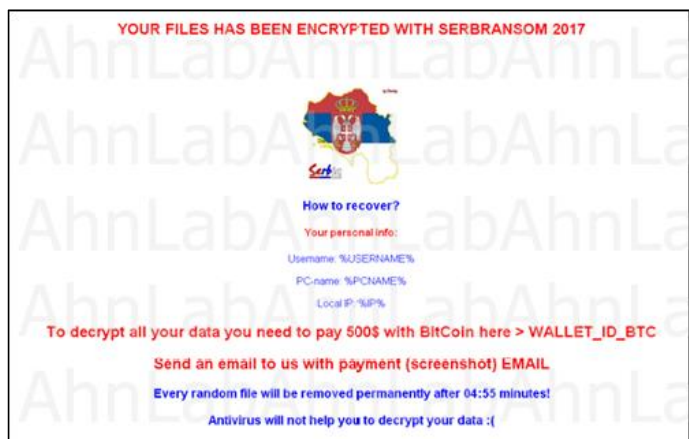 YOUR FILES HAS BEEN ENCRYPTED WITH SERBRANSOM 2017
How to recover?
Your personal info:
Username: %USERNAME%
PC-name: %PCNAME%
Local IP: %IP%
To decrypt all your data you need to pay 500$ with BitCoin here > WALLET_ID_BTC
Send an email to us with payment (screenshot) EMAIL
Every random file will be removed permanently after 04:55 minutes!
Antivirus will not help you to decrypt your data :(